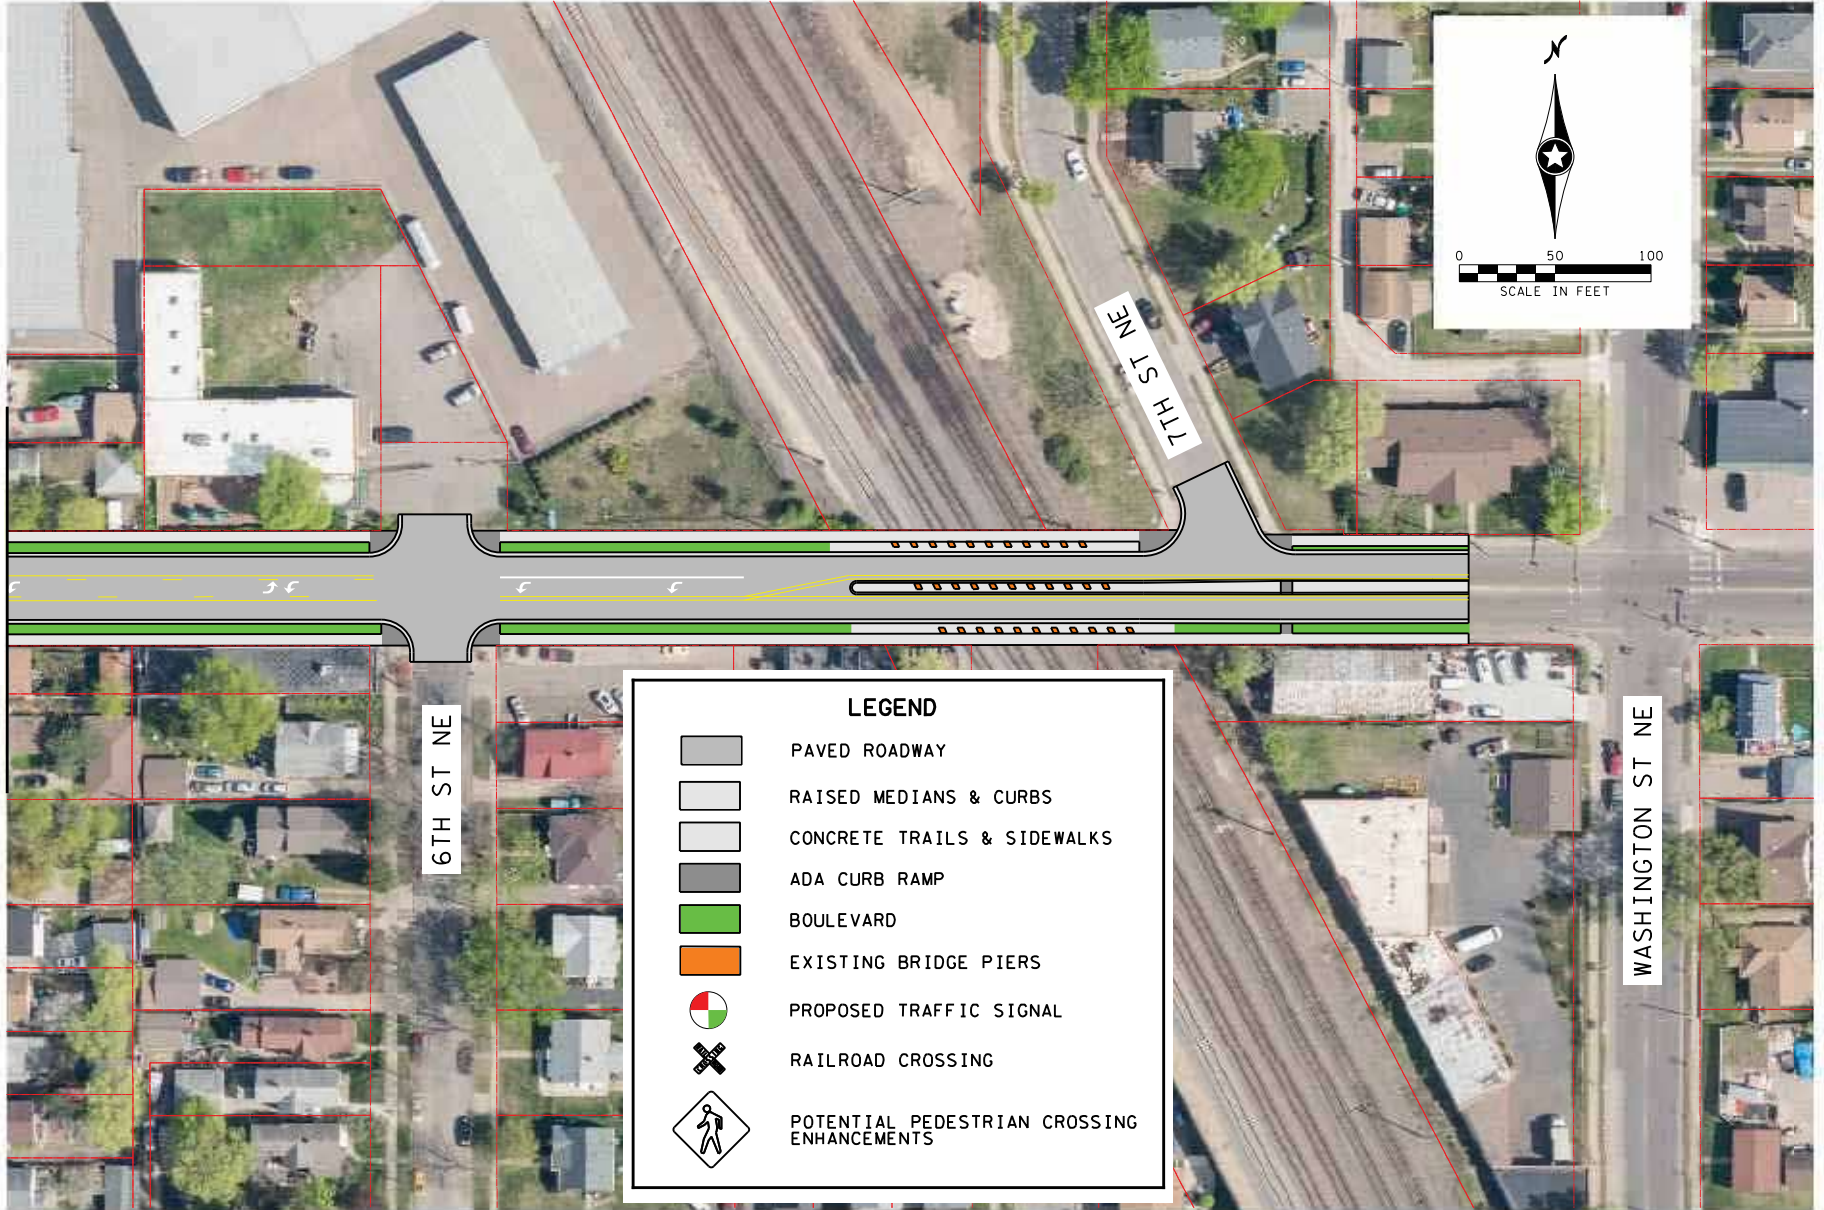 N
0 50 100
SCALE IN FEET
7TH ST NE
6TH ST NE
WASHINGTON ST NE
LEGEND
PAVED ROADWAY
RAISED MEDIANS & CURBS
CONCRETE TRAILS & SIDEWALKS
ADA CURB RAMP
BOULEVARD
EXISTING BRIDGE PIERS
PROPOSED TRAFFIC SIGNAL
RAILROAD CROSSING
POTENTIAL PEDESTRIAN CROSSING
ENHANCEMENTS